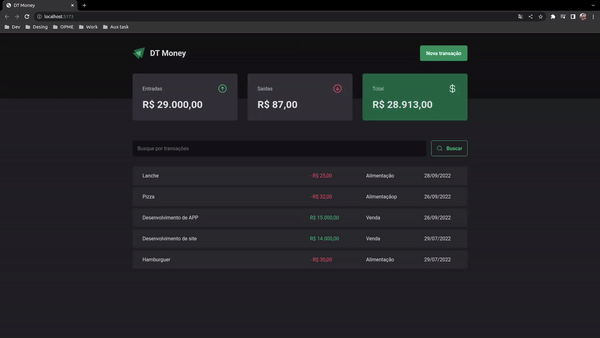 DT Money
localhost:5173
Dev Desing OPME Work Aux task
DT Money
Nova transação
Entradas
R$ 29.000,00
Saídas
R$ 87,00
Total
R$ 28.913,00
Busque por transações
Buscar
Lanche - R$ 25,00 Alimentação 28/09/2022
Pizza - R$ 32,00 Alimentaçãop 26/09/2022
Desenvolvimento de APP R$ 15.000,00 Venda 26/09/2022
Desenvolvimento de site R$ 14.000,00 Venda 29/07/2022
Hamburguer - R$ 30,00 Alimentação 29/07/2022